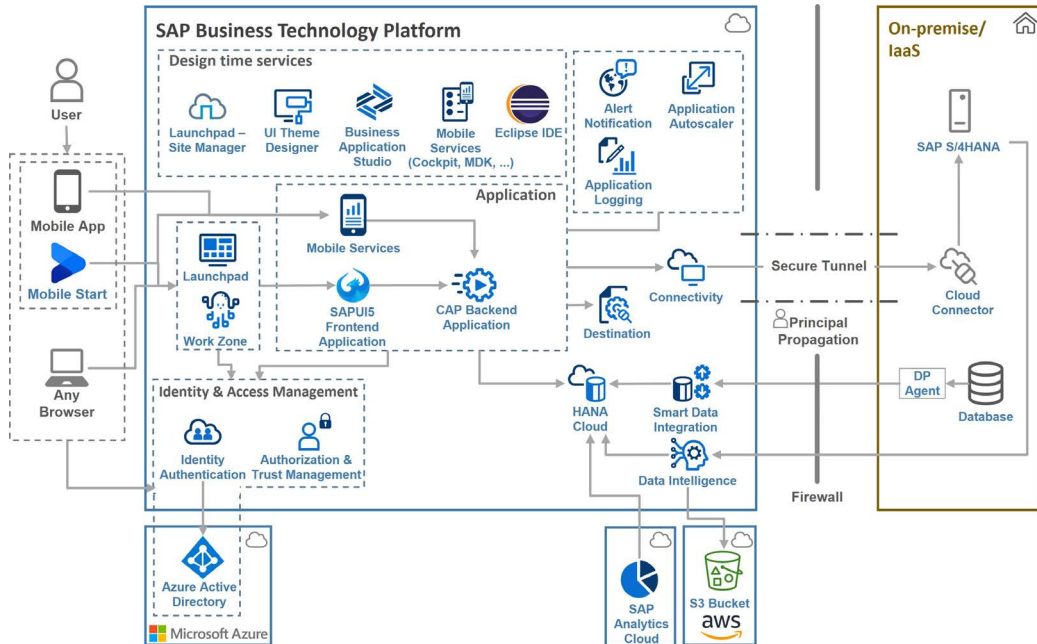 SAP Business Technology Platform
Design time services
Launchpad –
Site Manager
UI Theme
Designer
Business
Application
Studio
Mobile
Services
(Cockpit, MDK, ...)
Eclipse IDE
Alert
Notification
Application
Autoscaler
Application
Logging
On-premise/
IaaS
SAP S/4HANA
User
Mobile App
Mobile Start
Any
Browser
Launchpad
Work Zone
Application
Mobile Services
SAPUI5
Frontend
Application
CAP Backend
Application
Connectivity
Destination
Secure Tunnel
Cloud
Connector
Principal
Propagation
Identity & Access Management
Identity
Authentication
Authorization &
Trust Management
HANA
Cloud
Smart Data
Integration
Data Intelligence
DP
Agent
Database
Firewall
Azure Active
Directory
Microsoft Azure
SAP
Analytics
Cloud
S3 Bucket
aws